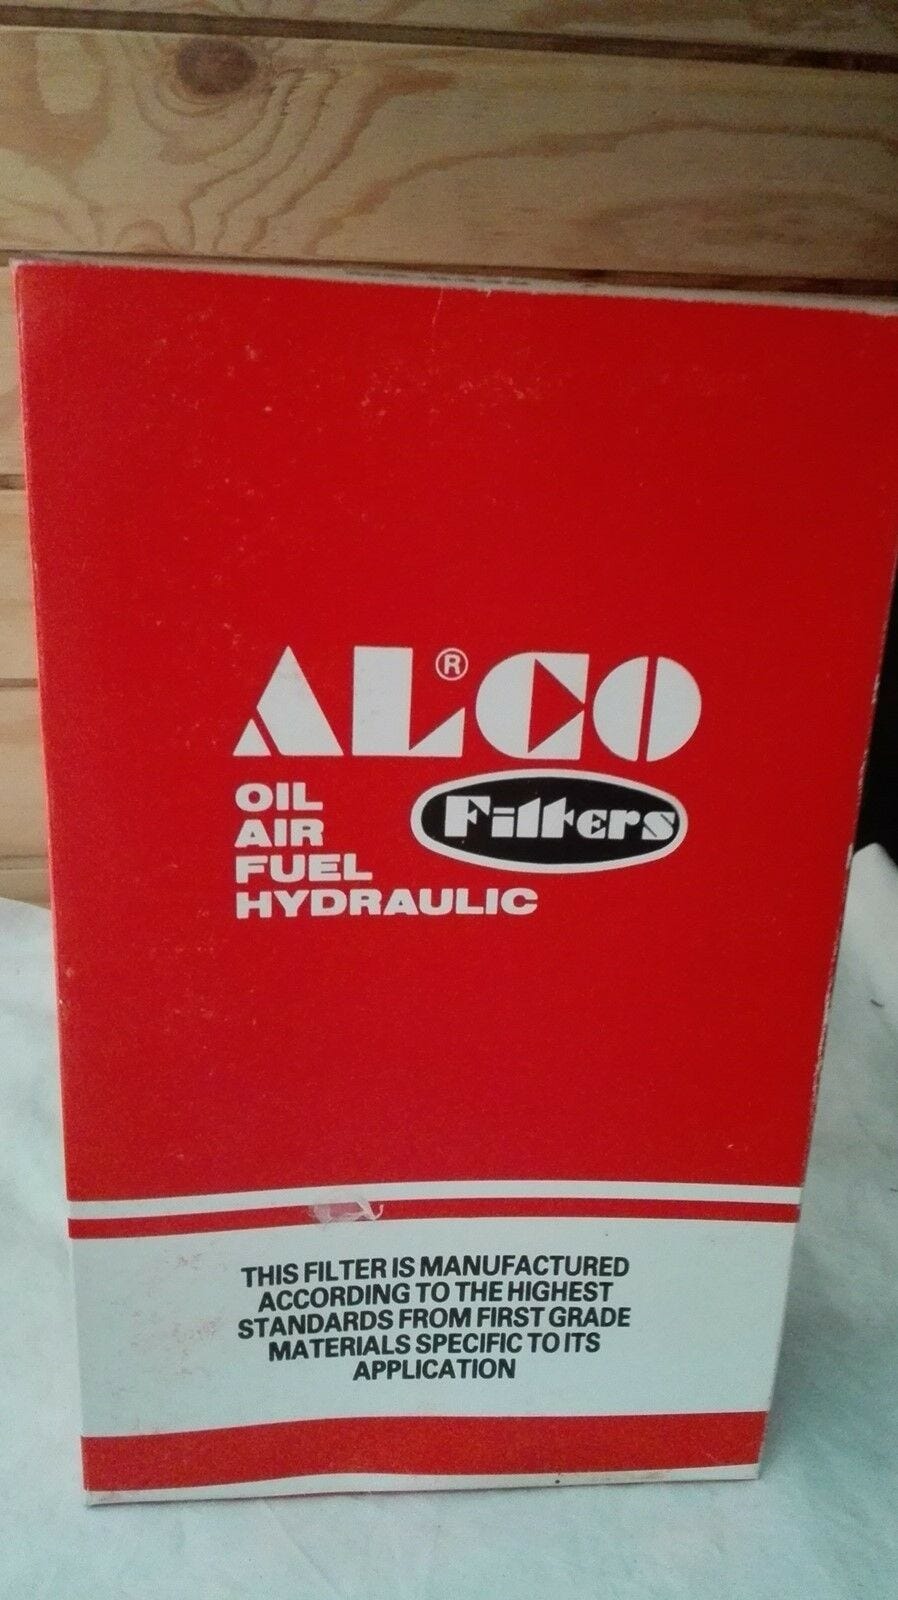 ALCO®
Filters
OIL
AIR
FUEL
HYDRAULIC
THIS FILTER IS MANUFACTURED
ACCORDING TO THE HIGHEST
STANDARDS FROM FIRST GRADE
MATERIALS SPECIFIC TO ITS
APPLICATION